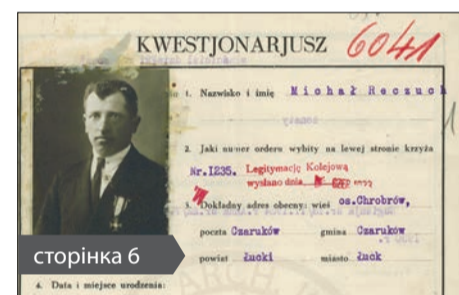 KWESTJONARJUSZ 6041
1. Nazwisko i imię Michał Reczuch
2. Jaki numer orderu wybity na lewej stronie krzyża
Nr.1235. Legitymację Kolejową
wysłano dnia
3. Dokładny adres obecny: wieś os.Chrobrów,
poczta Czaruków gmina Czaruków
powiat Łucki miasto Łuck
сторінка 6
4. Data i miejsce urodzenia: